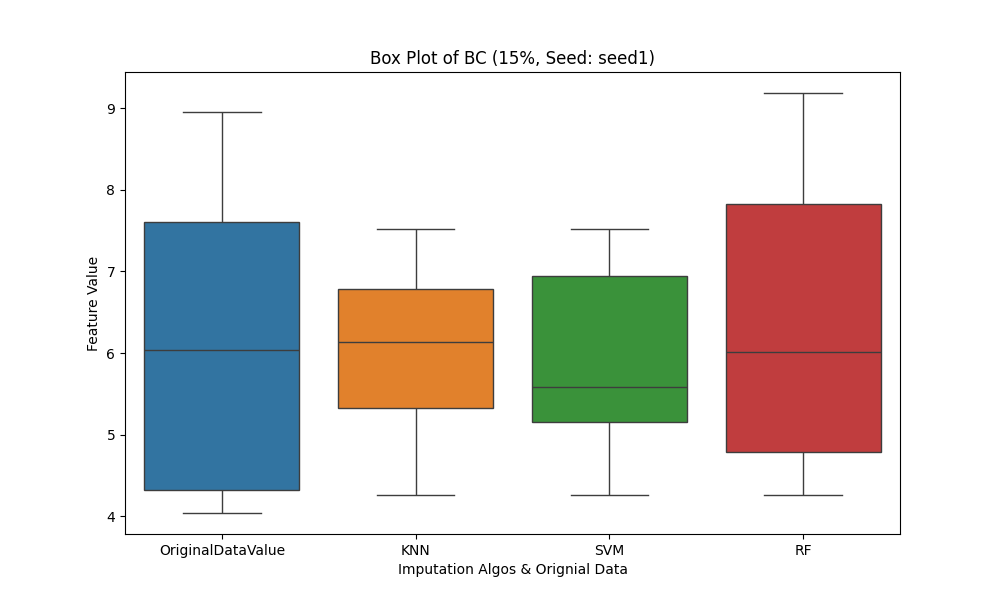 Box Plot of BC (15%, Seed: seed1)
Feature Value
9
8
7
6
5
4
OriginalDataValue
KNN
SVM
RF
Imputation Algos & Orignial Data